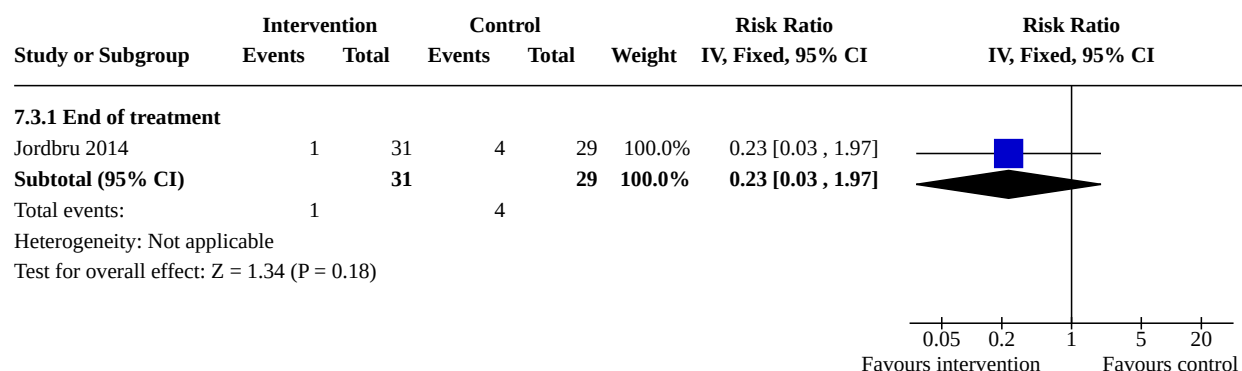 Intervention Control Risk Ratio Risk Ratio
Study or Subgroup Events Total Events Total Weight IV, Fixed, 95% CI IV, Fixed, 95% CI
7.3.1 End of treatment
Jordbru 2014 1 31 4 29 100.0% 0.23 [0.03 , 1.97]
Subtotal (95% CI) 31 29 100.0% 0.23 [0.03 , 1.97]
Total events: 1 4
Heterogeneity: Not applicable
Test for overall effect: Z = 1.34 (P = 0.18)
0.05 0.2 1 5 20
Favours intervention Favours control